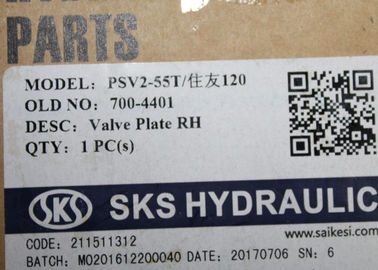 PARTS
MODEL: PSV2-55T/住友120
OLD NO: 700-4401
DESC: Valve Plate RH
QTY: 1 PC(s)
SKS SKS HYDRAULIC
www.saikesi.com
CODE: 211511312
BATCH: MO201612200040 DATE: 20170706 SN: 6